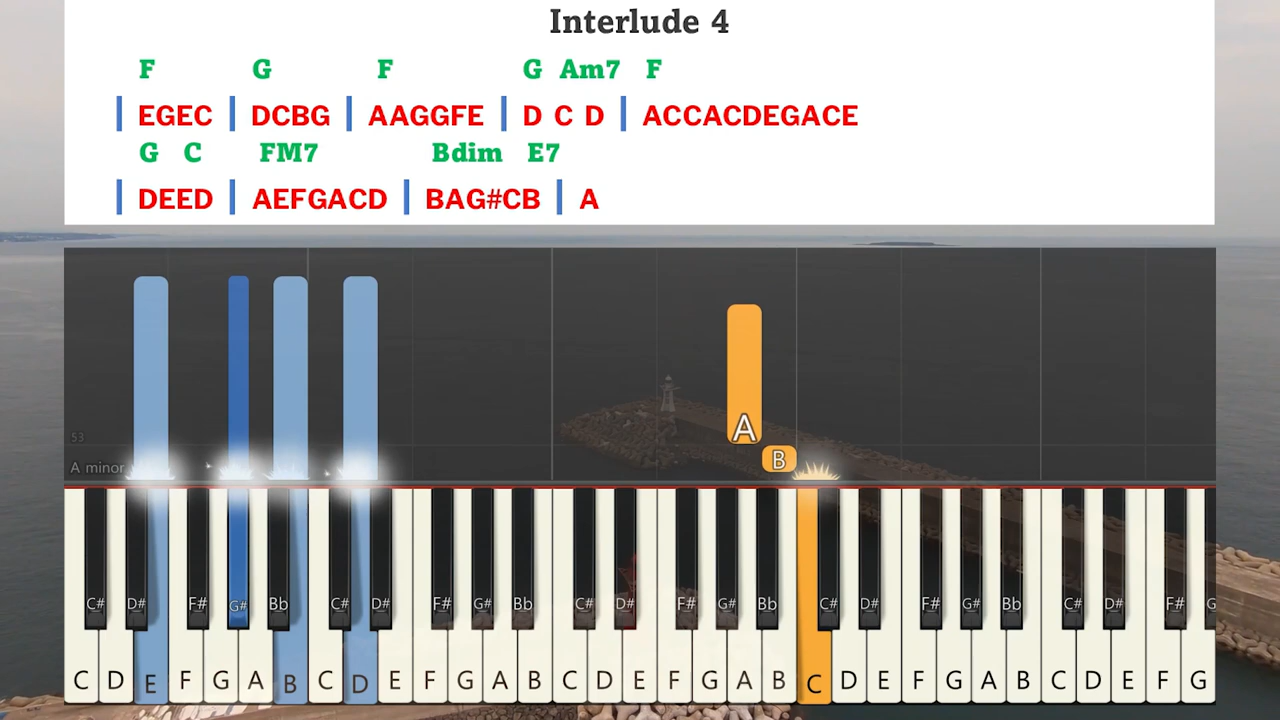 Interlude 4
F G F G Am7 F
| EGEC | DCBG | AAGGFE | D C D | ACCACDEGACE
G C FM7 Bdim E7
| DEED | AEFGACD | BAG#CB | A
A
53
B
A minor
C# D# F# G# Bb C# D# F# G# Bb C# D# F# G# Bb C# D# F# G# Bb C# D# F# G
C D E F G A B C D E F G A B C D E F G A B C D E F G A B C D E F G